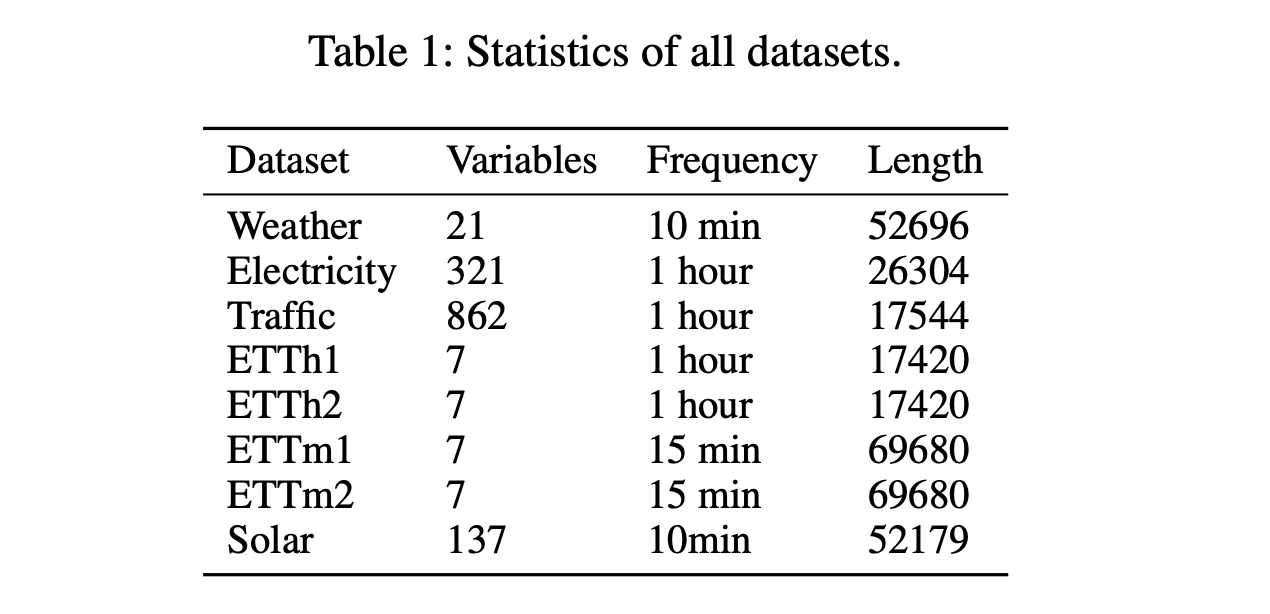 Table 1: Statistics of all datasets.
Dataset Variables Frequency Length
Weather 21 10 min 52696
Electricity 321 1 hour 26304
Traffic 862 1 hour 17544
ETTh1 7 1 hour 17420
ETTh2 7 1 hour 17420
ETTm1 7 15 min 69680
ETTm2 7 15 min 69680
Solar 137 10min 52179